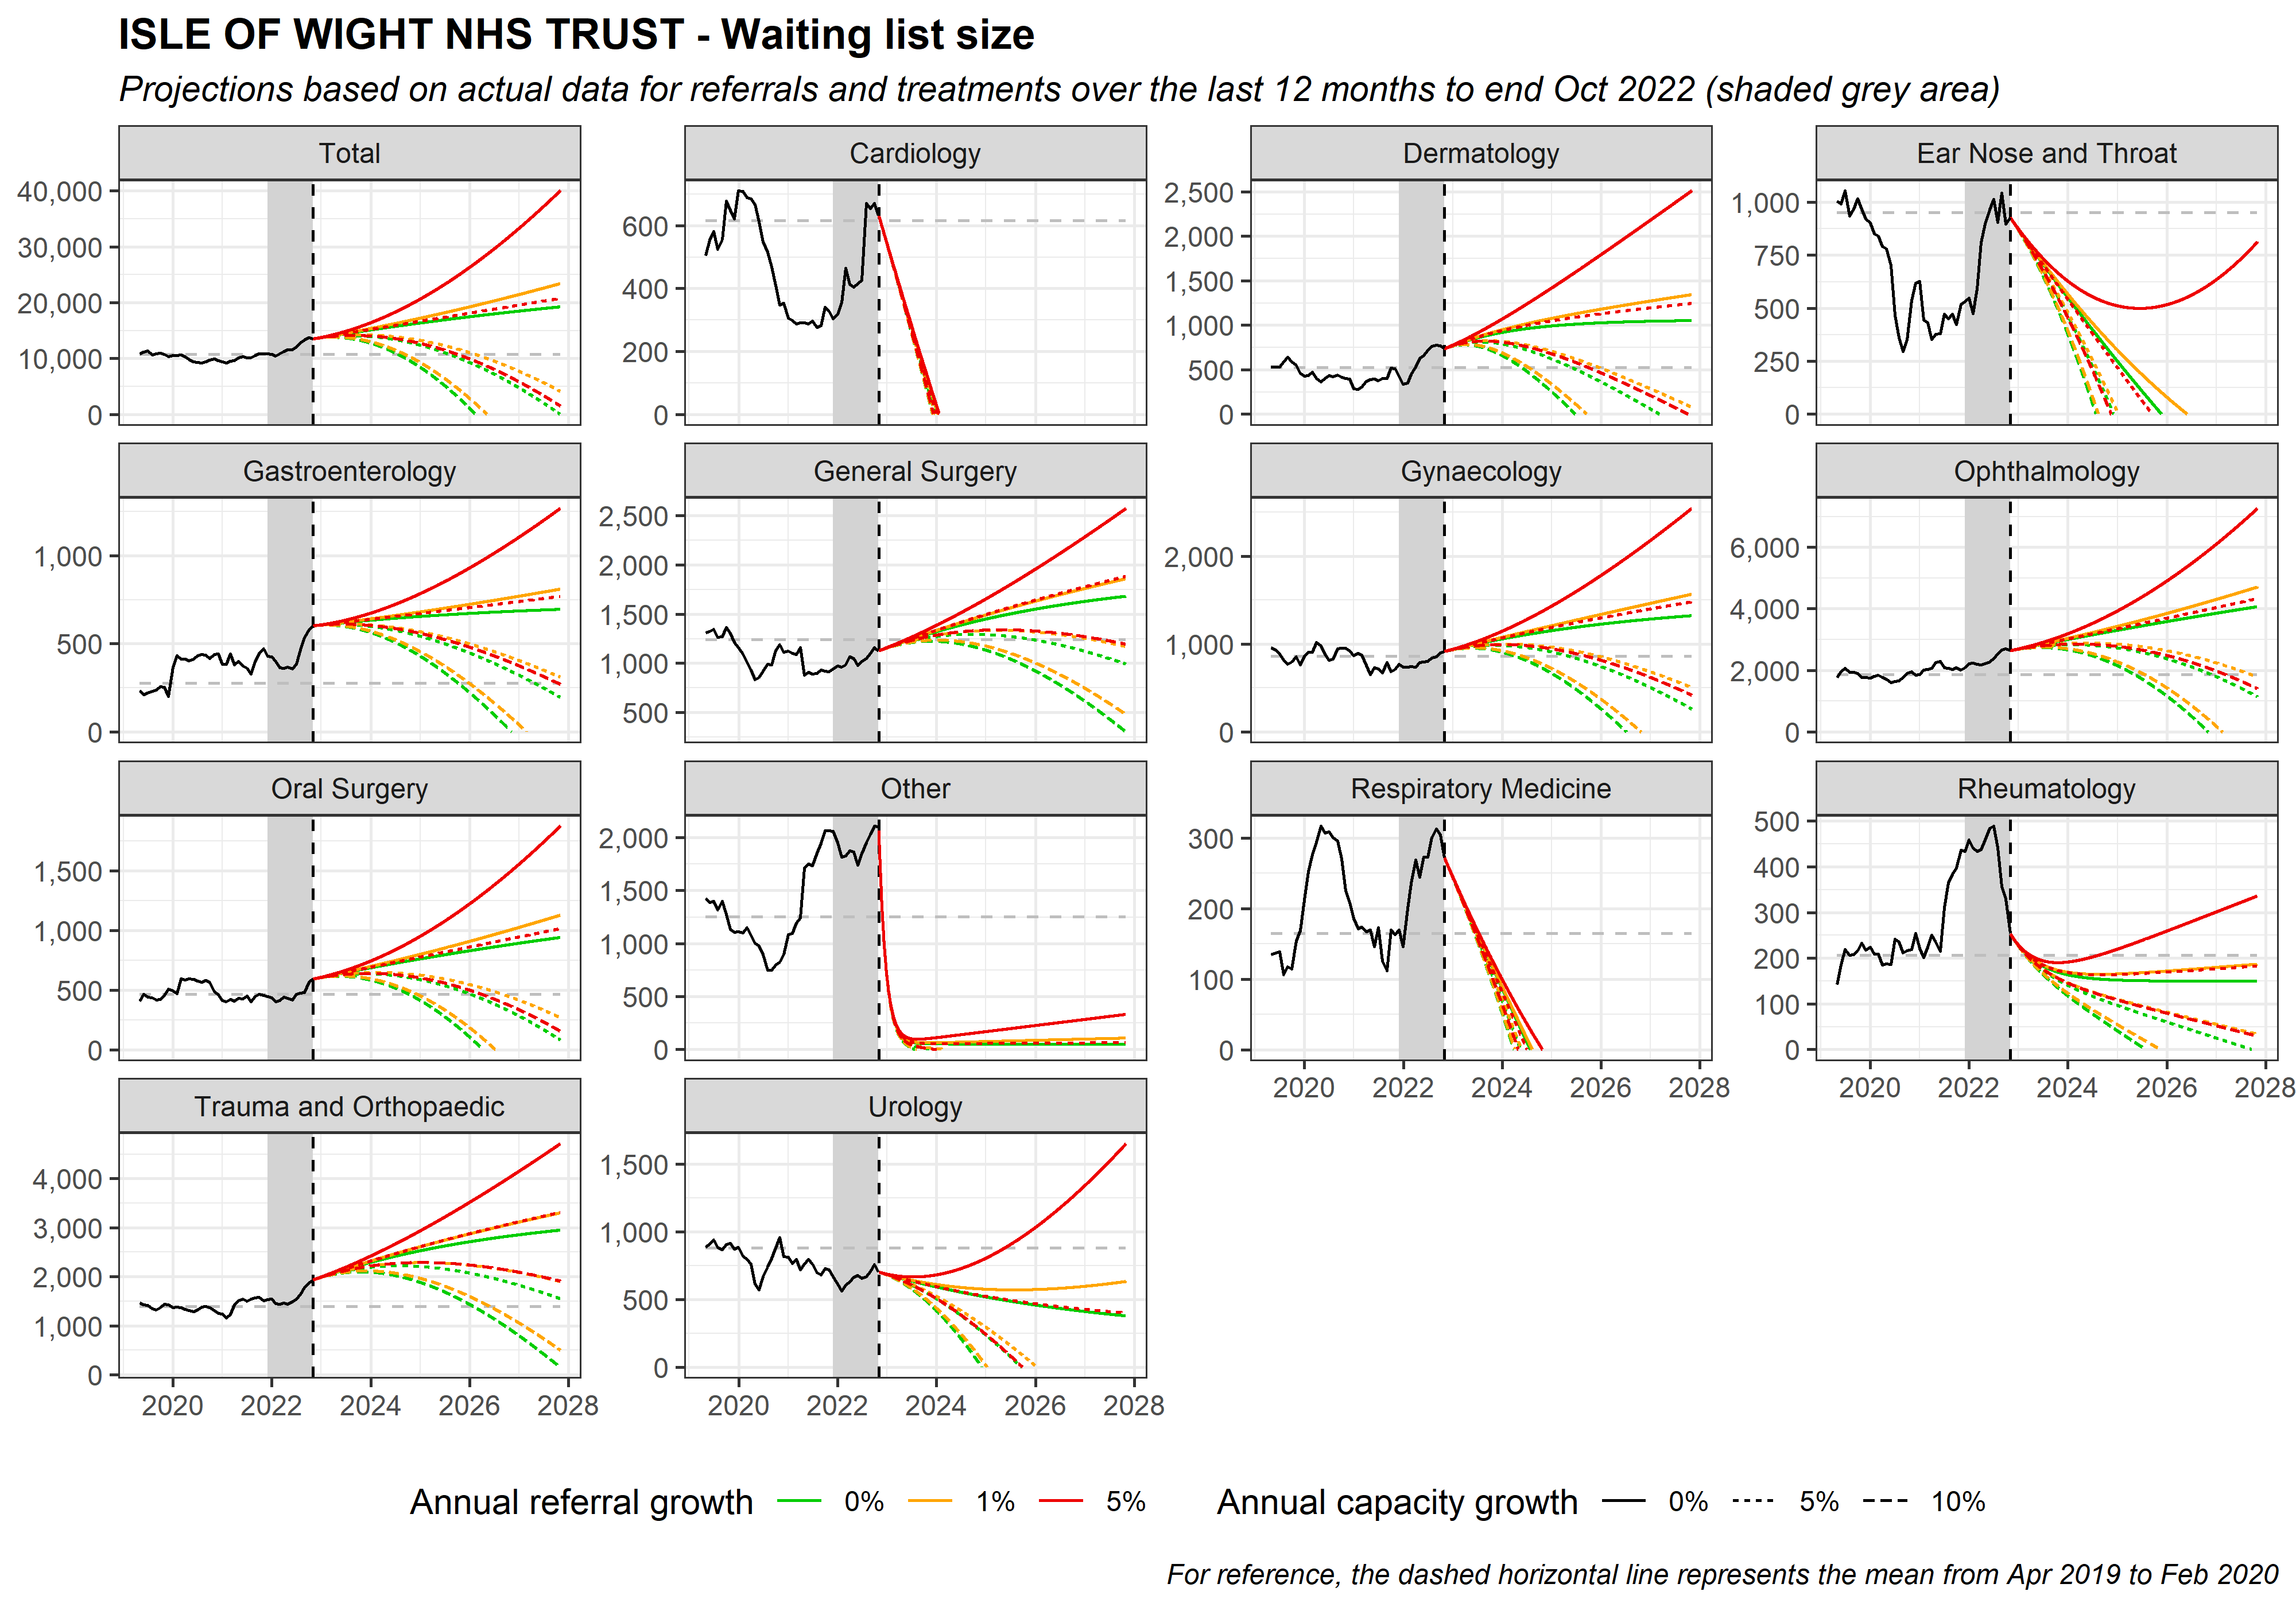 ISLE OF WIGHT NHS TRUST - Waiting list size
Projections based on actual data for referrals and treatments over the last 12 months to end Oct 2022 (shaded grey area)
Total
40,000
30,000
20,000
10,000
0
Cardiology
600
400
200
0
Dermatology
2,500
2,000
1,500
1,000
500
0
Ear Nose and Throat
1,000
750
500
250
0
Gastroenterology
1,000
500
0
General Surgery
2,500
2,000
1,500
1,000
500
Gynaecology
2,000
1,000
0
Ophthalmology
6,000
4,000
2,000
0
Oral Surgery
1,500
1,000
500
0
Other
2,000
1,500
1,000
500
0
Respiratory Medicine
300
200
100
0
2020 2022 2024 2026 2028
Rheumatology
500
400
300
200
100
0
2020 2022 2024 2026 2028
Trauma and Orthopaedic
4,000
3,000
2,000
1,000
0
2020 2022 2024 2026 2028
Urology
1,500
1,000
500
0
2020 2022 2024 2026 2028
Annual referral growth 0% 1% 5% Annual capacity growth 0% 5% 10%
For reference, the dashed horizontal line represents the mean from Apr 2019 to Feb 2020